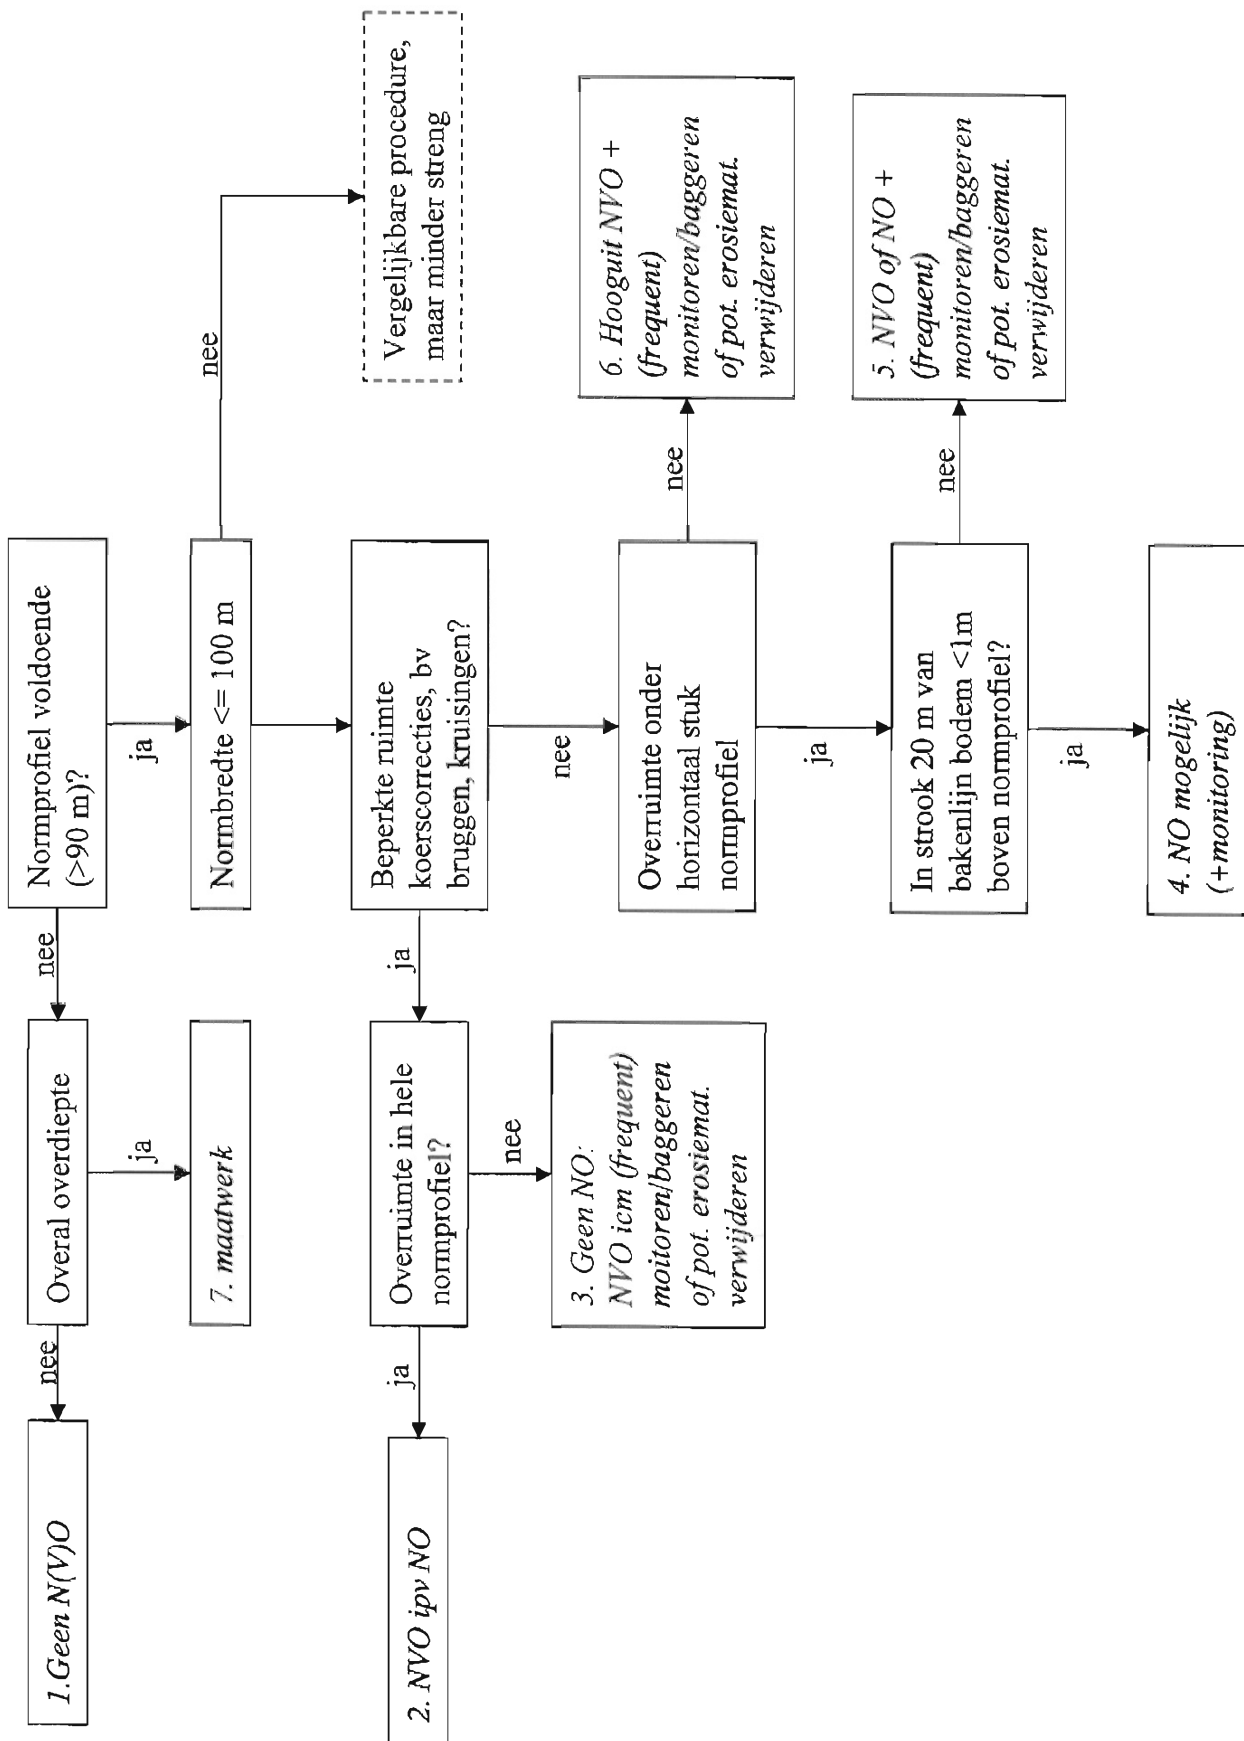 Normprofiel voldoende
(>90 m)?
nee
ja
Overal overdiepte
nee
ja
1.Geen N(V)O
7. maatwerk
Normbredte <= 100 m
nee
Vergelijkbare procedure,
maar minder streng
Beperkte ruimte
koerscorrecties, bv
bruggen, kruisingen?
ja
nee
Overruimte in hele
normprofiel?
ja
nee
2. NVO ipv NO
3. Geen NO:
NVO icm (frequent)
moitoren/baggeren
of pot. erosiemat.
verwijderen
Overruimte onder
horizontaal stuk
normprofiel
nee
ja
6. Hooguit NVO +
(frequent)
monitoren/baggeren
of pot. erosiemat.
verwijderen
In strook 20 m van
bakenlijn bodem <1m
boven normprofiel?
nee
ja
5. NVO of NO +
(frequent)
monitoren/baggeren
of pot. erosiemat.
verwijderen
4. NO mogelijk
(+monitoring)